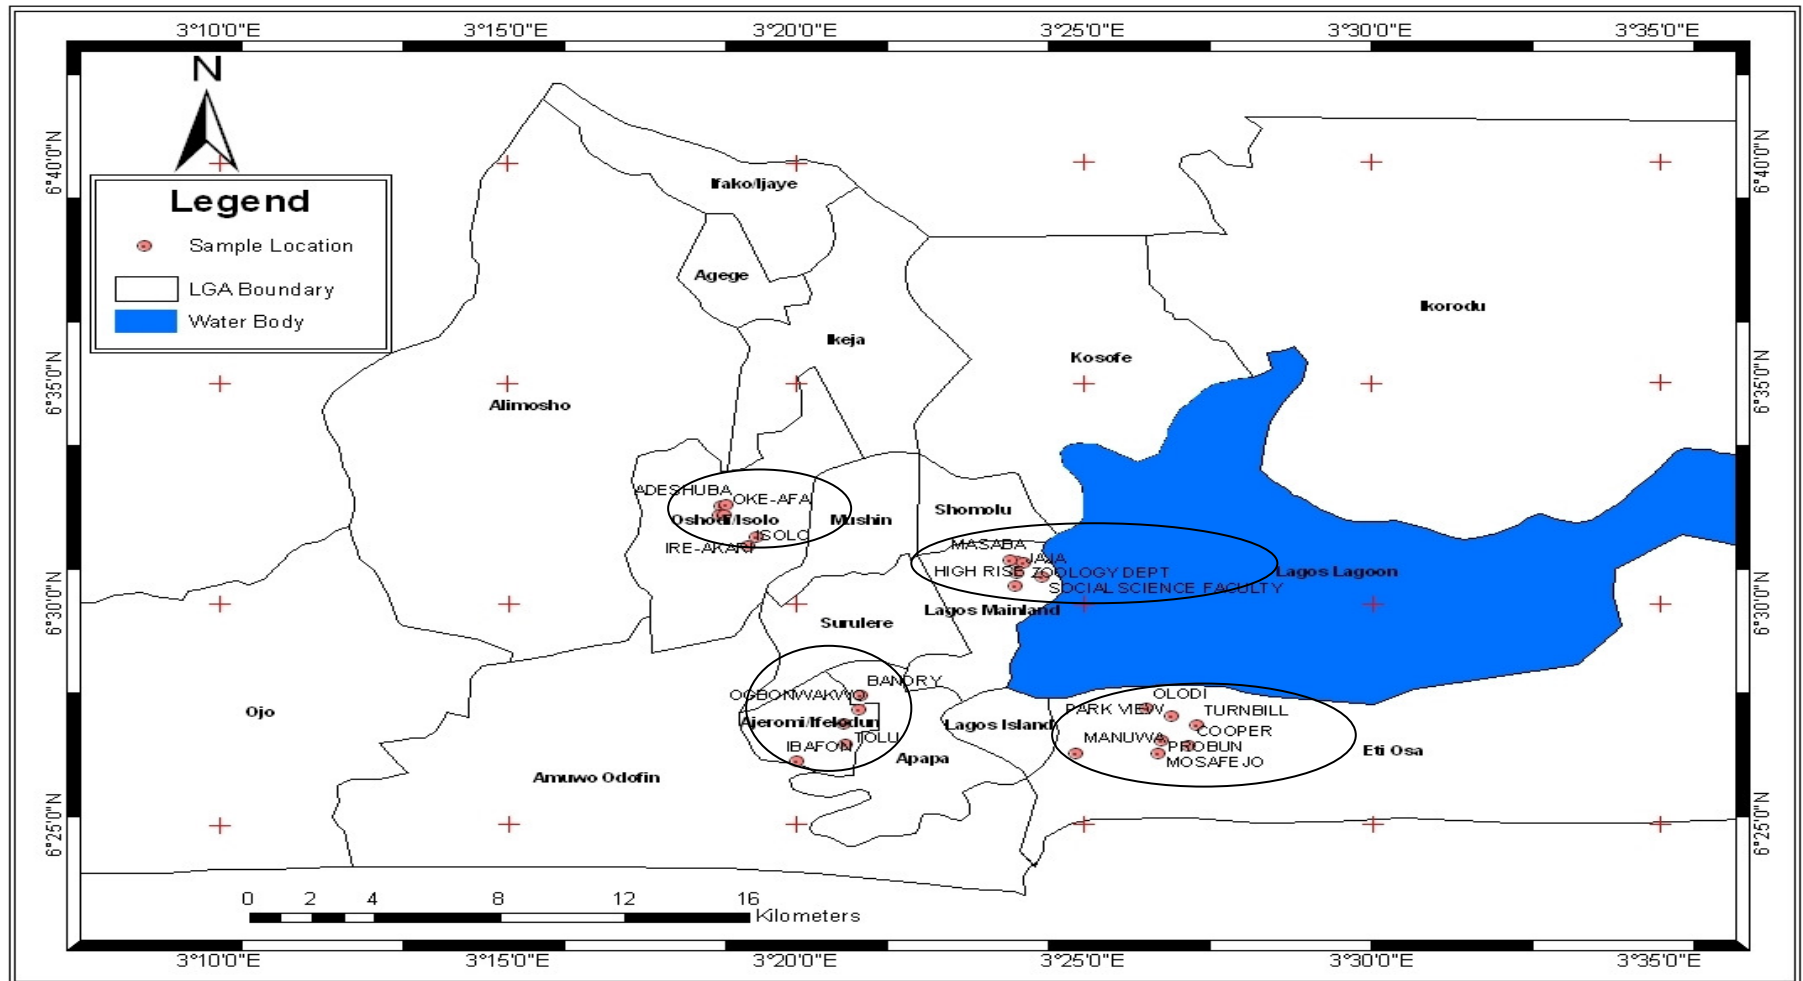 3°10'0"E 3°15'0"E 3°20'0"E 3°25'0"E 3°30'0"E 3°35'0"E
N
6°40'0"N
6°40'0"N
Legend
Sample Location
LGA Boundary
Water Body
Ifako/Ijaye
Agege
Ikorodu
Ikeja
Kosofe
6°35'0"N
6°35'0"N
Alimosho
ADESHUBA
OKE-AFA
Oshodi/Isolo
Mushin
Shomolu
ISOLO
IRE-AKARI
MASABA
JAJA
HIGH RISE ZOOLOGY DEPT
Lagos Lagoon
SOCIAL SCIENCE FACULTY
6°30'0"N
6°30'0"N
Lagos Mainland
Surulere
BANDRY
OGBONWAKVYO
OLODI
PARK VIEW
TURNBILL
Ojo
Ajeromi/Ifelodun
Lagos Island
COOPER
TOLU
MANUWA
IBAFON
PROBUN
Eti Osa
Apapa
MOSAFEJO
Amuwo Odofin
6°25'0"N
6°25'0"N
0 2 4 8 12 16
Kilometers
3°10'0"E 3°15'0"E 3°20'0"E 3°25'0"E 3°30'0"E 3°35'0"E